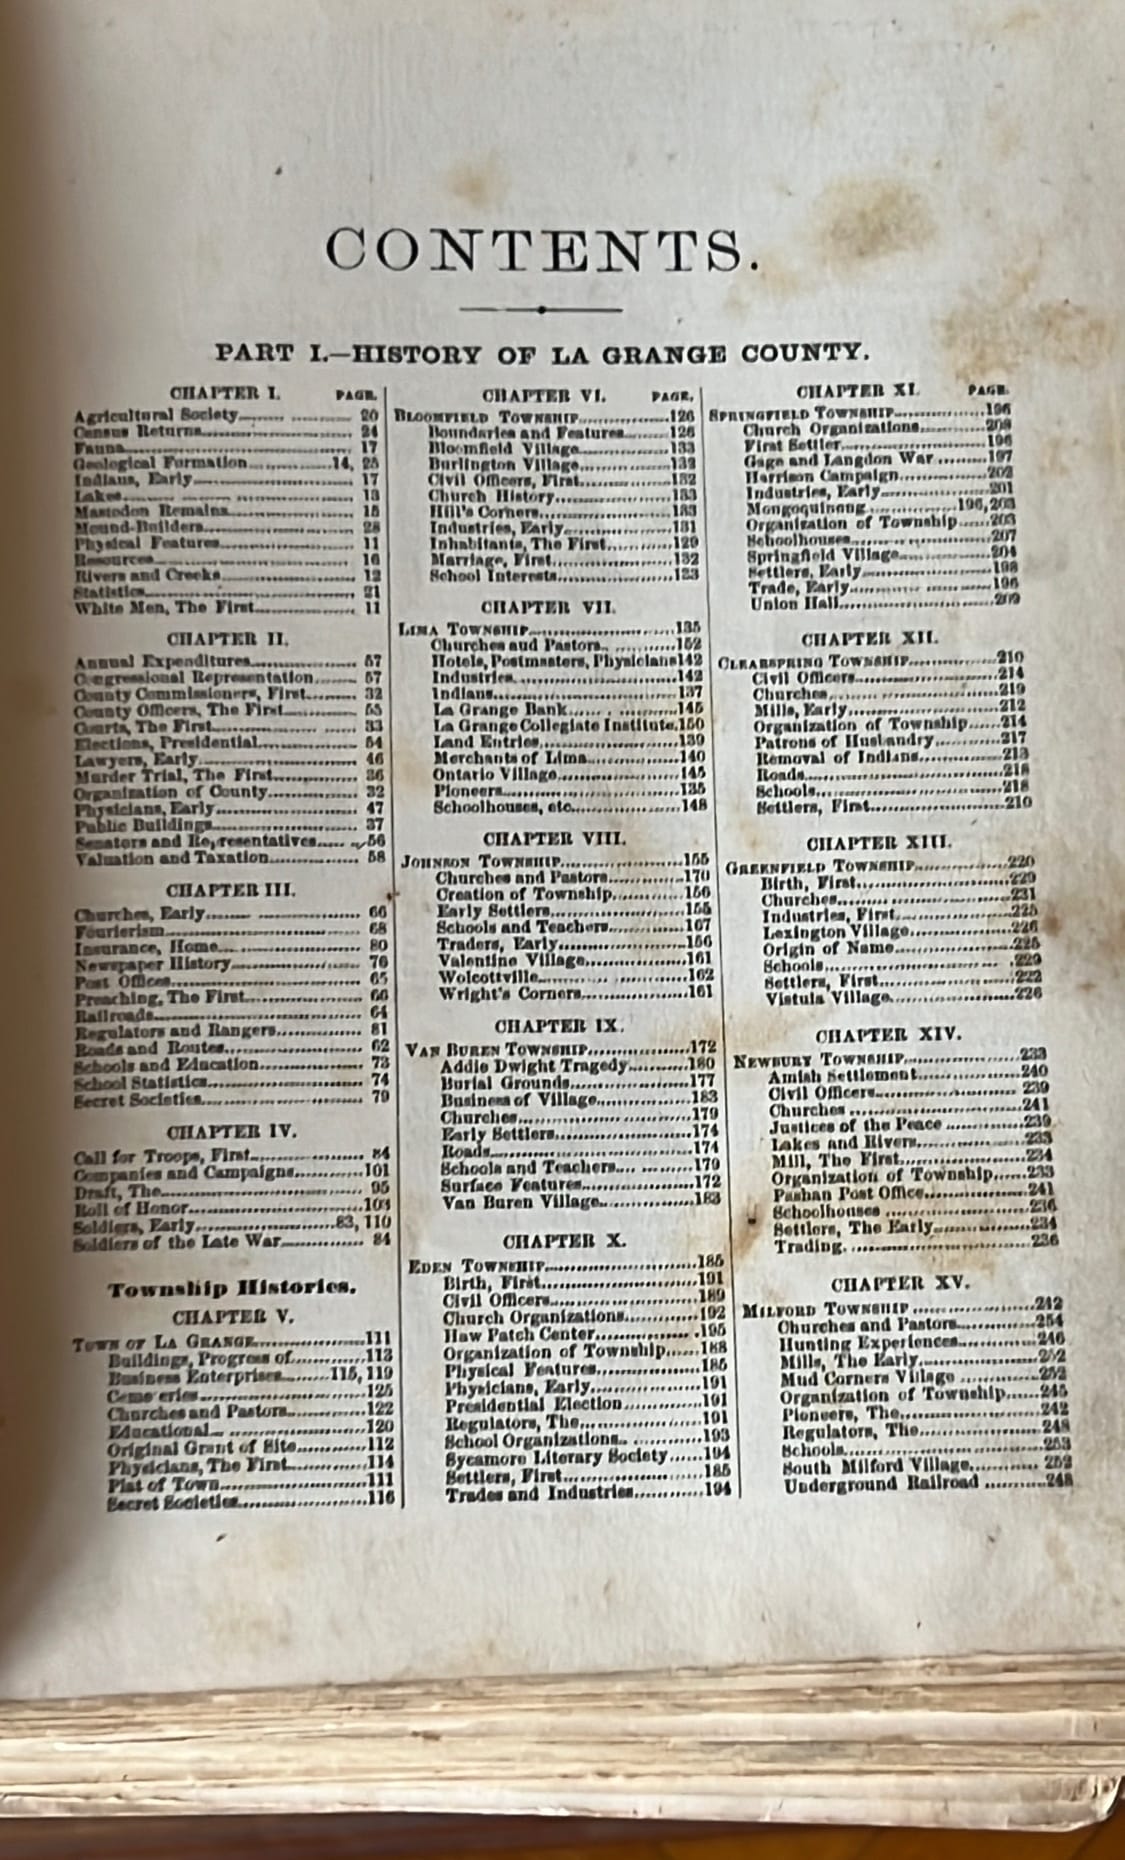 CONTENTS.
PART I.—HISTORY OF LA GRANGE COUNTY.
CHAPTER I. PAGE.
Agricultural Society 20
Census Returns 24
Fauna 17
Geological Formation 14, 25
Indians, Early 17
Lakes 13
Mastodon Remains 15
Mound-Builders 28
Physical Features 11
Resources 16
Rivers and Creeks 12
Statistics 21
White Men, The First 11
CHAPTER II.
Annual Expenditures 57
Congressional Representation 57
County Commissioners, First 32
County Officers, The First 55
Courts, The First 33
Elections, Presidential 54
Lawyers, Early 46
Murder Trial, The First 36
Organization of County 32
Physicians, Early 47
Public Buildings 37
Senators and Representatives 56
Valuation and Taxation 58
CHAPTER III.
Churches, Early 66
Fourierism 68
Insurance, Home 80
Newspaper History 76
Post Offices 65
Preaching, The First 66
Railroads 64
Regulators and Rangers 81
Roads and Routes 62
Schools and Education 73
School Statistics 74
Secret Societies 79
CHAPTER IV.
Call for Troops, First 84
Companies and Campaigns 101
Draft, The 95
Roll of Honor 103
Soldiers, Early 83, 110
Soldiers of the Late War 84
Township Histories.
CHAPTER V.
TOWN OF LA GRANGE 111
Buildings, Progress of 113
Business Enterprises 115, 119
Ceme eries 125
Churches and Pastors 122
Educational 120
Original Grant of Site 112
Physicians, The First 114
Plat of Town 111
Secret Societies 116
CHAPTER VI. PAGE.
BLOOMFIELD TOWNSHIP 126
Boundaries and Features 126
Bloomfield Village 133
Burlington Village 132
Civil Officers, First 132
Church History 133
Hill's Corners 133
Industries, Early 131
Inhabitants, The First 129
Marriage, First 132
School Interests 133
CHAPTER VII.
LIMA TOWNSHIP 135
Churches and Pastors 152
Hotels, Postmasters, Physicians 142
Industries 142
Indians 137
La Grange Bank 145
La Grange Collegiate Institute. 150
Land Entries 139
Merchants of Lima 140
Ontario Village 145
Pioneers 135
Schoolhouses, etc 148
CHAPTER VIII.
JOHNSON TOWNSHIP 155
Churches and Pastors 170
Creation of Township 156
Early Settlers 155
Schools and Teachers 167
Traders, Early 156
Valentine Village 161
Wolcottville 162
Wright's Corners 161
CHAPTER IX.
VAN BUREN TOWNSHIP 172
Addie Dwight Tragedy 180
Burial Grounds 177
Business of Village 183
Churches 179
Early Settlers 174
Roads 174
Schools and Teachers 179
Surface Features 172
Van Buren Village 183
CHAPTER X.
EDEN TOWNSHIP 185
Birth, First 191
Civil Officers 189
Church Organizations 192
Haw Patch Center 195
Organization of Township 188
Physical Features 185
Physicians, Early 191
Presidential Election 191
Regulators, The 191
School Organizations 193
Sycamore Literary Society 194
Settlers, First 185
Trades and Industries 194
CHAPTER XI. PAGE.
SPRINGFIELD TOWNSHIP 196
Church Organizations 208
First Settler 196
Gage and Langdon War 197
Harrison Campaign 202
Industries, Early 201
Mongoquinong 196, 203
Organization of Township 203
Schoolhouses 207
Springfield Village 204
Settlers, Early 198
Trade, Early 196
Union Hall 209
CHAPTER XII.
CLEARSPRING TOWNSHIP 210
Civil Officers 214
Churches 219
Mills, Early 212
Organization of Township 214
Patrons of Husbandry 217
Removal of Indians 213
Roads 218
Schools 218
Settlers, First 210
CHAPTER XIII.
GREENFIELD TOWNSHIP 220
Birth, First 229
Churches 231
Industries, First 225
Lexington Village 226
Origin of Name 225
Schools 229
Settlers, First 222
Vistula Village 226
CHAPTER XIV.
NEWBURY TOWNSHIP 233
Amish Settlement 240
Civil Officers 239
Churches 241
Justices of the Peace 239
Lakes and Rivers 233
Mill, The First 234
Organization of Township 233
Pashan Post Office 241
Schoolhouses 236
Settlers, The Early 234
Trading 236
CHAPTER XV.
MILFORD TOWNSHIP 242
Churches and Pastors 254
Hunting Experiences 246
Mills, The Early 252
Mud Corners Village 252
Organization of Township 245
Pioneers, The 242
Regulators, The 248
Schools 253
South Milford Village 252
Underground Railroad 248